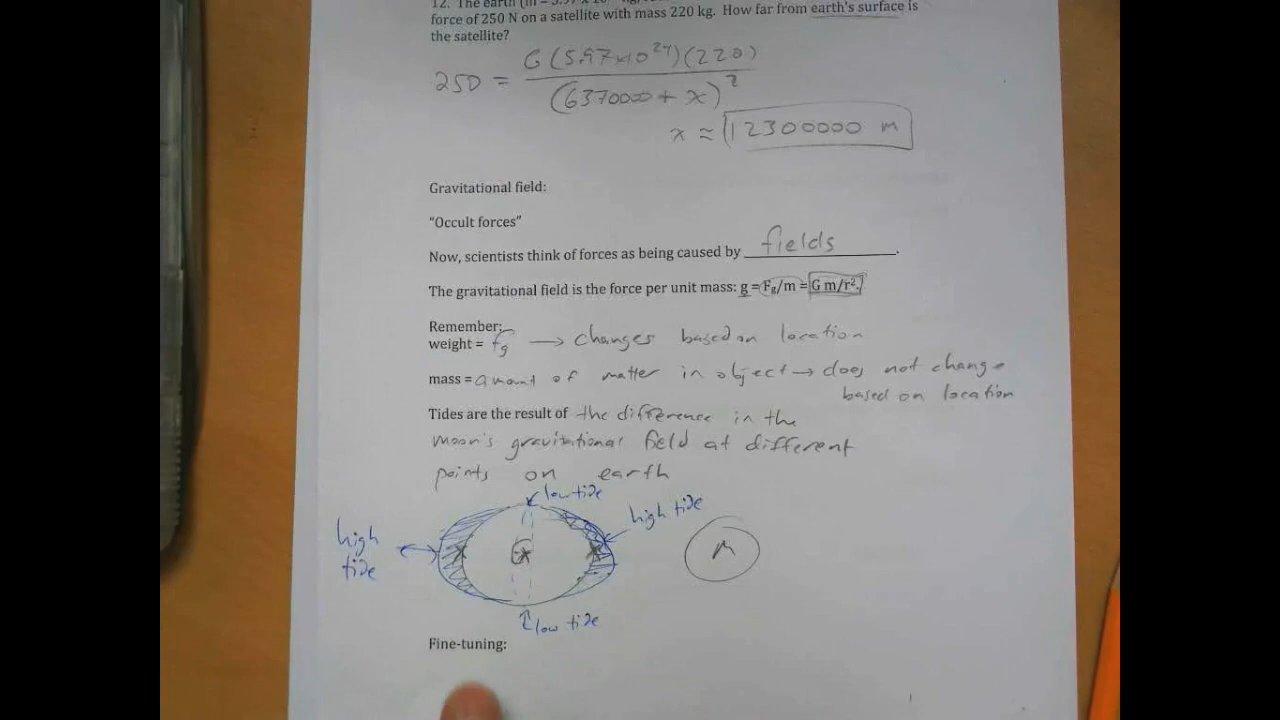 12. The earth (m = 5.97 x 10
force of 250 N on a satellite with mass 220 kg. How far from earth's surface is
the satellite?
250 = G(5.97x10^24)(220) / (6370000 + x)^2
x ≈ 12300000 m
Gravitational field:
"Occult forces"
Now, scientists think of forces as being caused by fields.
The gravitational field is the force per unit mass: g = Fg/m = G m/r².
Remember:
weight = Fg → changes based on location
mass = amount of matter in object → does not change
based on location
Tides are the result of the difference in the
moon's gravitational field at different
points on earth
low tide
high tide
high
tide
M
low tide
Fine-tuning: